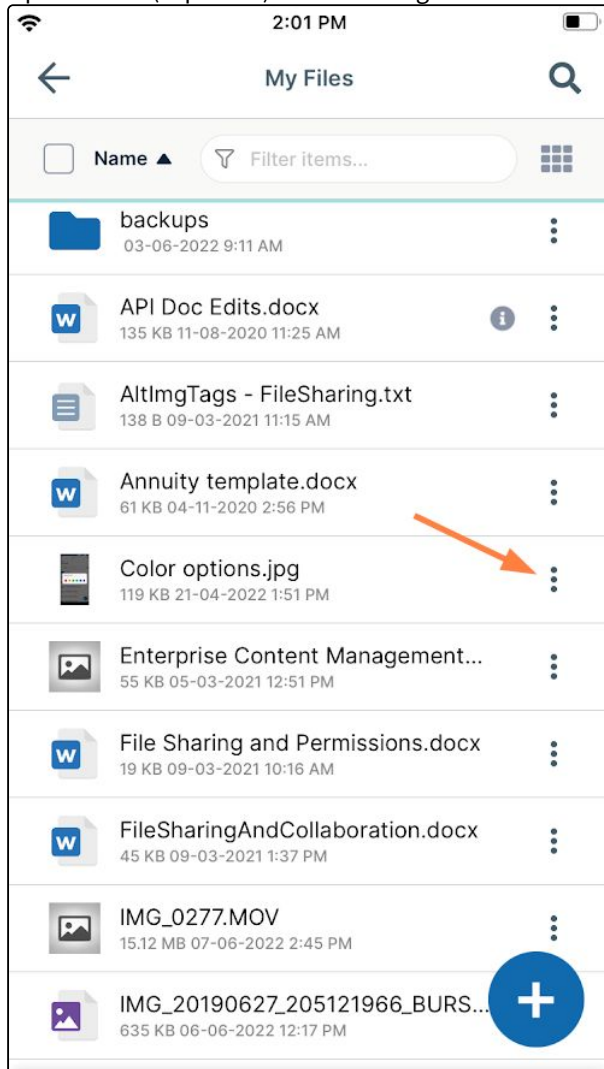 2:01 PM
My Files
Name ▲ Filter items...
backups
03-06-2022 9:11 AM
API Doc Edits.docx
135 KB 11-08-2020 11:25 AM
AltImgTags - FileSharing.txt
138 B 09-03-2021 11:15 AM
Annuity template.docx
61 KB 04-11-2020 2:56 PM
Color options.jpg
119 KB 21-04-2022 1:51 PM
Enterprise Content Management...
55 KB 05-03-2021 12:51 PM
File Sharing and Permissions.docx
19 KB 09-03-2021 10:16 AM
FileSharingAndCollaboration.docx
45 KB 09-03-2021 1:37 PM
IMG_0277.MOV
15.12 MB 07-06-2022 2:45 PM
IMG_20190627_205121966_BURS...
635 KB 06-06-2022 12:17 PM